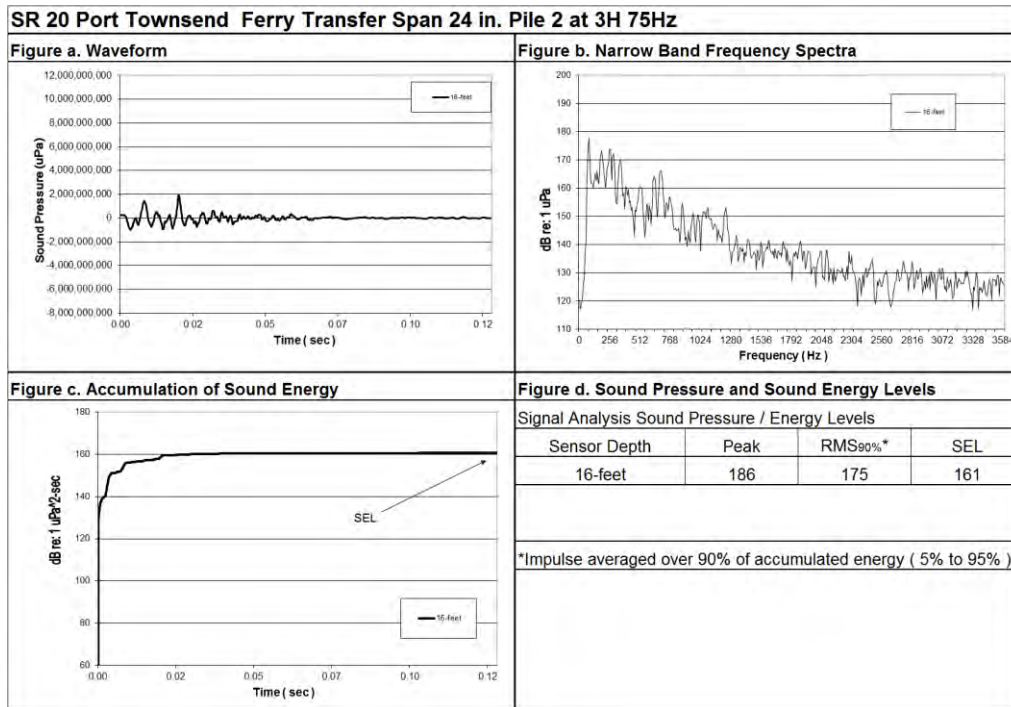 SR 20 Port Townsend Ferry Transfer Span 24 in. Pile 2 at 3H 75Hz
Figure a. Waveform
Sound Pressure (uPa)
12,000,000,000
10,000,000,000
8,000,000,000
6,000,000,000
4,000,000,000
2,000,000,000
0
-2,000,000,000
-4,000,000,000
-6,000,000,000
-8,000,000,000
16-feet
0.00 0.02 0.05 0.07 0.10 0.12
Time ( sec )
Figure b. Narrow Band Frequency Spectra
dB re: 1 uPa
200
190
180
170
160
150
140
130
120
110
16-feet
0 256 512 768 1024 1280 1536 1792 2048 2304 2560 2816 3072 3328 3584
Frequency ( Hz )
Figure c. Accumulation of Sound Energy
dB re: 1 uPa^2-sec
180
160
140
120
100
80
60
SEL
16-feet
0.00 0.02 0.05 0.07 0.10 0.12
Time ( sec )
Figure d. Sound Pressure and Sound Energy Levels
Signal Analysis Sound Pressure / Energy Levels
Sensor Depth Peak RMS90%* SEL
16-feet 186 175 161
*Impulse averaged over 90% of accumulated energy ( 5% to 95% )